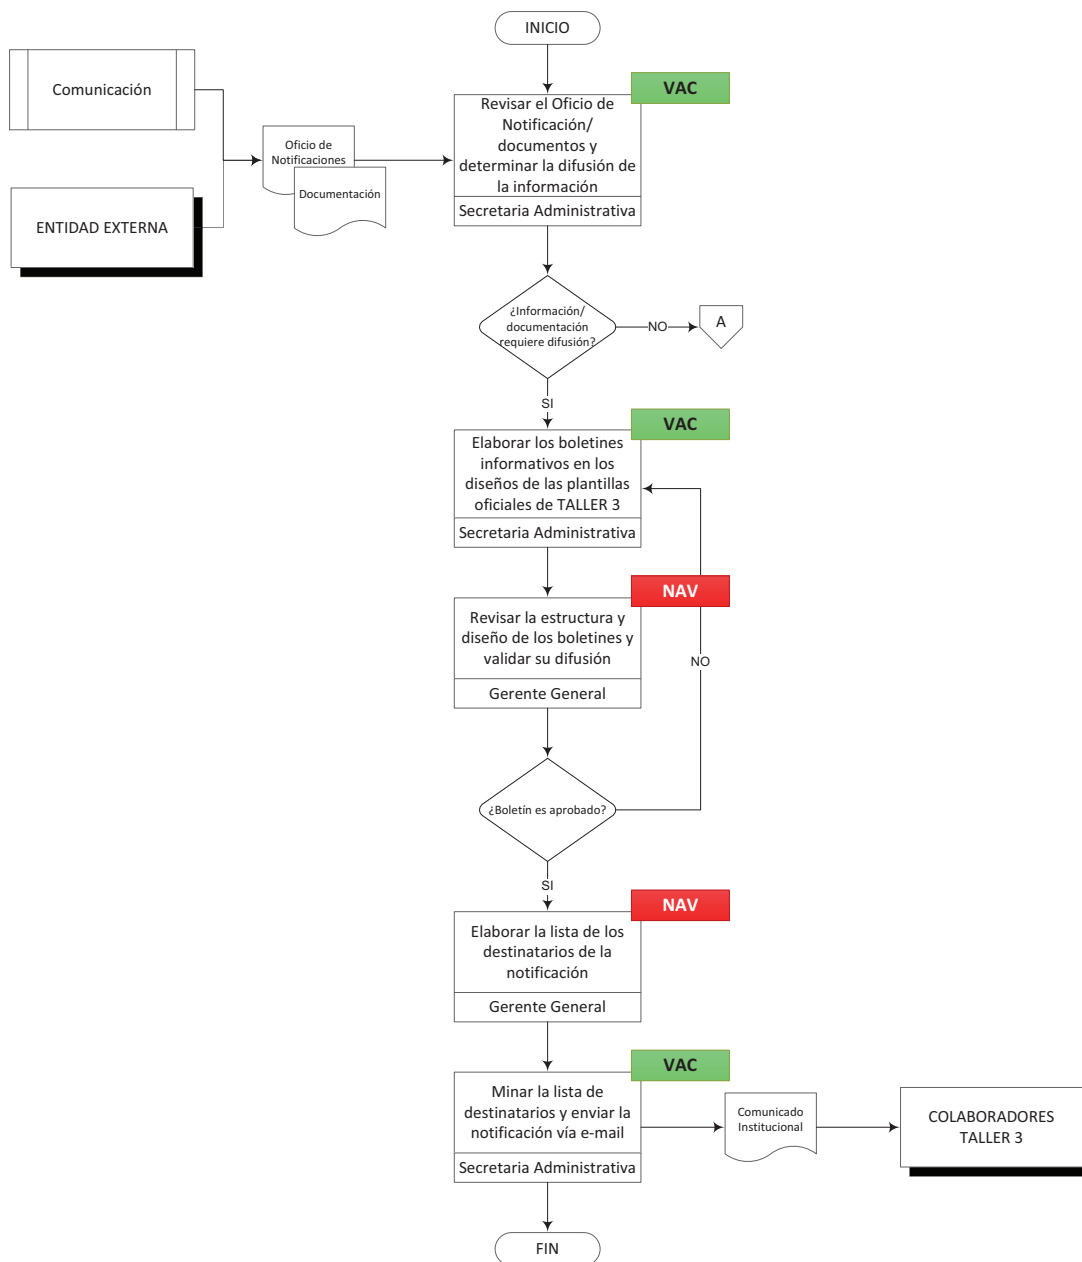 INICIO
VAC
Comunicación
Revisar el Oficio de
Notificación/
documentos y
determinar la difusión de
la información
Secretaria Administrativa
Oficio de
Notificaciones
Documentación
ENTIDAD EXTERNA
¿Información/
documentación
requiere difusión?
NO
A
SI
VAC
Elaborar los boletines
informativos en los
diseños de las plantillas
oficiales de TALLER 3
Secretaria Administrativa
NAV
Revisar la estructura y
diseño de los boletines y
validar su difusión
Gerente General
NO
¿Boletín es aprobado?
SI
NAV
Elaborar la lista de los
destinatarios de la
notificación
Gerente General
VAC
Minar la lista de
destinatarios y enviar la
notificación vía e-mail
Secretaria Administrativa
Comunicado
Institucional
COLABORADORES
TALLER 3
FIN